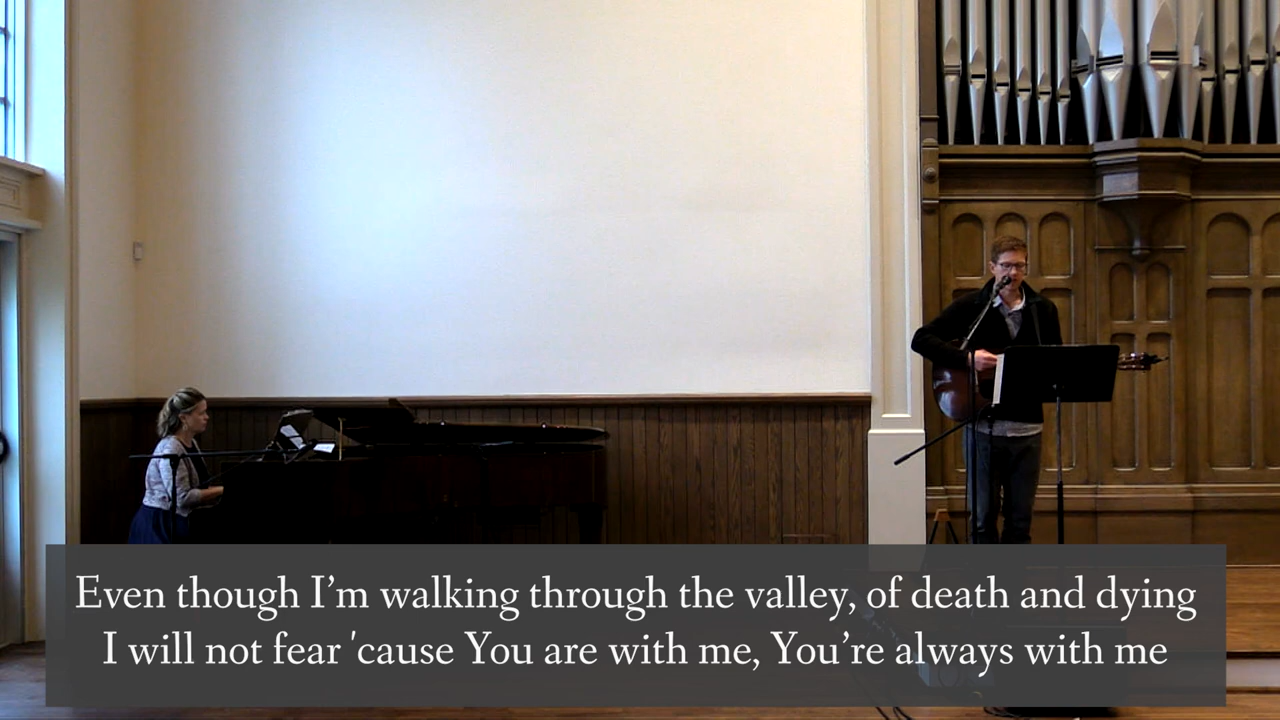 Even though I’m walking through the valley, of death and dying
I will not fear 'cause You are with me, You’re always with me